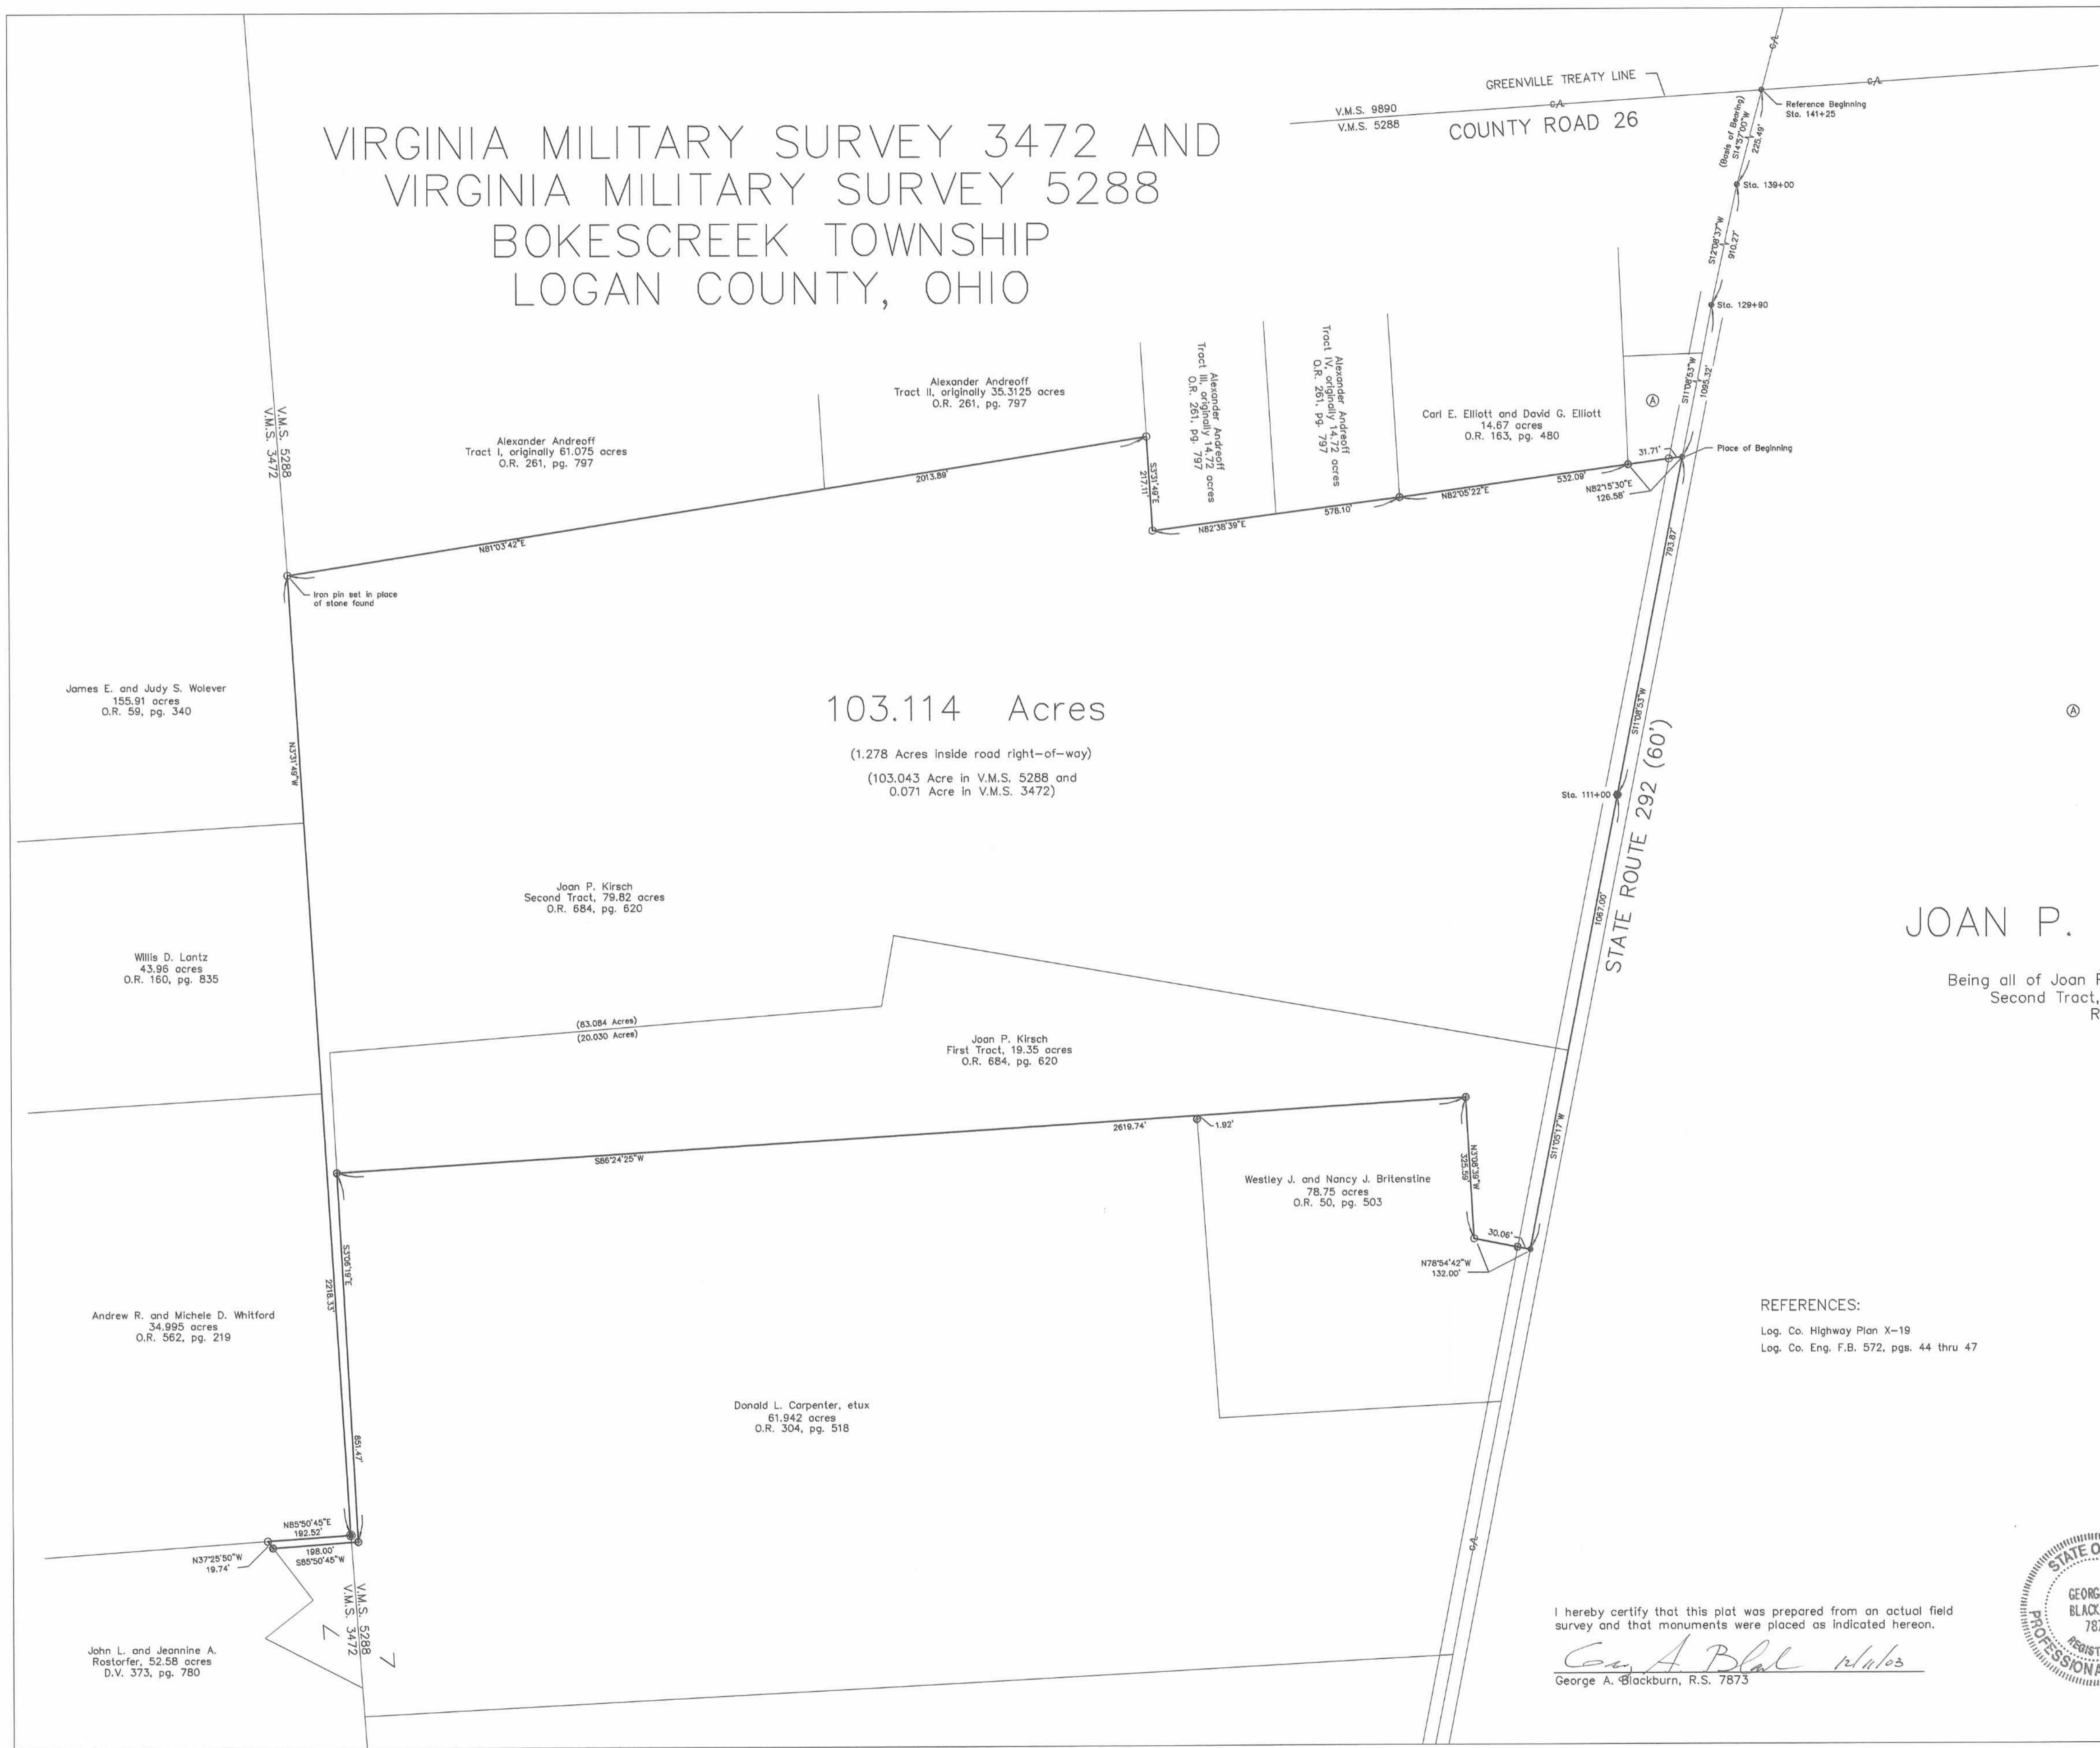 VIRGINIA MILITARY SURVEY 3472 AND
VIRGINIA MILITARY SURVEY 5288
BOKESCREEK TOWNSHIP
LOGAN COUNTY, OHIO
GREENVILLE TREATY LINE
V.M.S. 9890
V.M.S. 5288
COUNTY ROAD 26
C/L
C/L
C/L
Reference Beginning
Sta. 141+25
(Basis of Bearing)
S14°57'00"W
225.49'
Sta. 139+00
S12°08'37"W
910.27'
Sta. 129+90
S11°08'53"W
1095.32'
Place of Beginning
V.M.S. 5288
V.M.S. 3472
Alexander Andreoff
Tract I, originally 61.075 acres
O.R. 261, pg. 797
Alexander Andreoff
Tract II, originally 35.3125 acres
O.R. 261, pg. 797
Alexander Andreoff
Tract III, originally 14.72 acres
O.R. 261, pg. 797
Alexander Andreoff
Tract IV, originally 14.72 acres
O.R. 261, pg. 797
Carl E. Elliott and David G. Elliott
14.67 acres
O.R. 163, pg. 480
A
31.71'
N82°15'30"E
126.58'
532.09'
N82°05'22"E
578.10'
N82°38'39"E
S3°31'49"E
217.11'
2013.89'
N81°03'42"E
Iron pin set in place
of stone found
793.87'
S11°08'53"W
Sta. 111+00
STATE ROUTE 292 (60')
1067.00'
S11°05'17"W
James E. and Judy S. Wolever
155.91 acres
O.R. 59, pg. 340
N3°31'49"W
103.114 Acres
(1.278 Acres inside road right-of-way)
(103.043 Acre in V.M.S. 5288 and
0.071 Acre in V.M.S. 3472)
A
Joan P. Kirsch
Second Tract, 79.82 acres
O.R. 684, pg. 620
JOAN P.
Being all of Joan
Second Tract,
Willis D. Lantz
43.96 acres
O.R. 160, pg. 835
(83.084 Acres)
(20.030 Acres)
Joan P. Kirsch
First Tract, 19.35 acres
O.R. 684, pg. 620
2619.74'
1.92'
S86°24'25"W
N3°08'39"W
325.59'
Westley J. and Nancy J. Britenstine
78.75 acres
O.R. 50, pg. 503
30.06'
N78°54'42"W
132.00'
S3°06'19"E
2218.33'
851.47'
Andrew R. and Michele D. Whitford
34.995 acres
O.R. 562, pg. 219
Donald L. Carpenter, etux
61.942 acres
O.R. 304, pg. 518
REFERENCES:
Log. Co. Highway Plan X-19
Log. Co. Eng. F.B. 572, pgs. 44 thru 47
N85°50'45"E
192.52'
198.00'
S85°50'45"W
N37°25'50"W
19.74'
C/L
V.M.S. 5288
V.M.S. 3472
John L. and Jeannine A.
Rostorfer, 52.58 acres
D.V. 373, pg. 780
I hereby certify that this plat was prepared from an actual field
survey and that monuments were placed as indicated hereon.
12/11/03
George A. Blackburn, R.S. 7873
STATE O
GEORG
BLACK
REGIST
PROFESSIONA